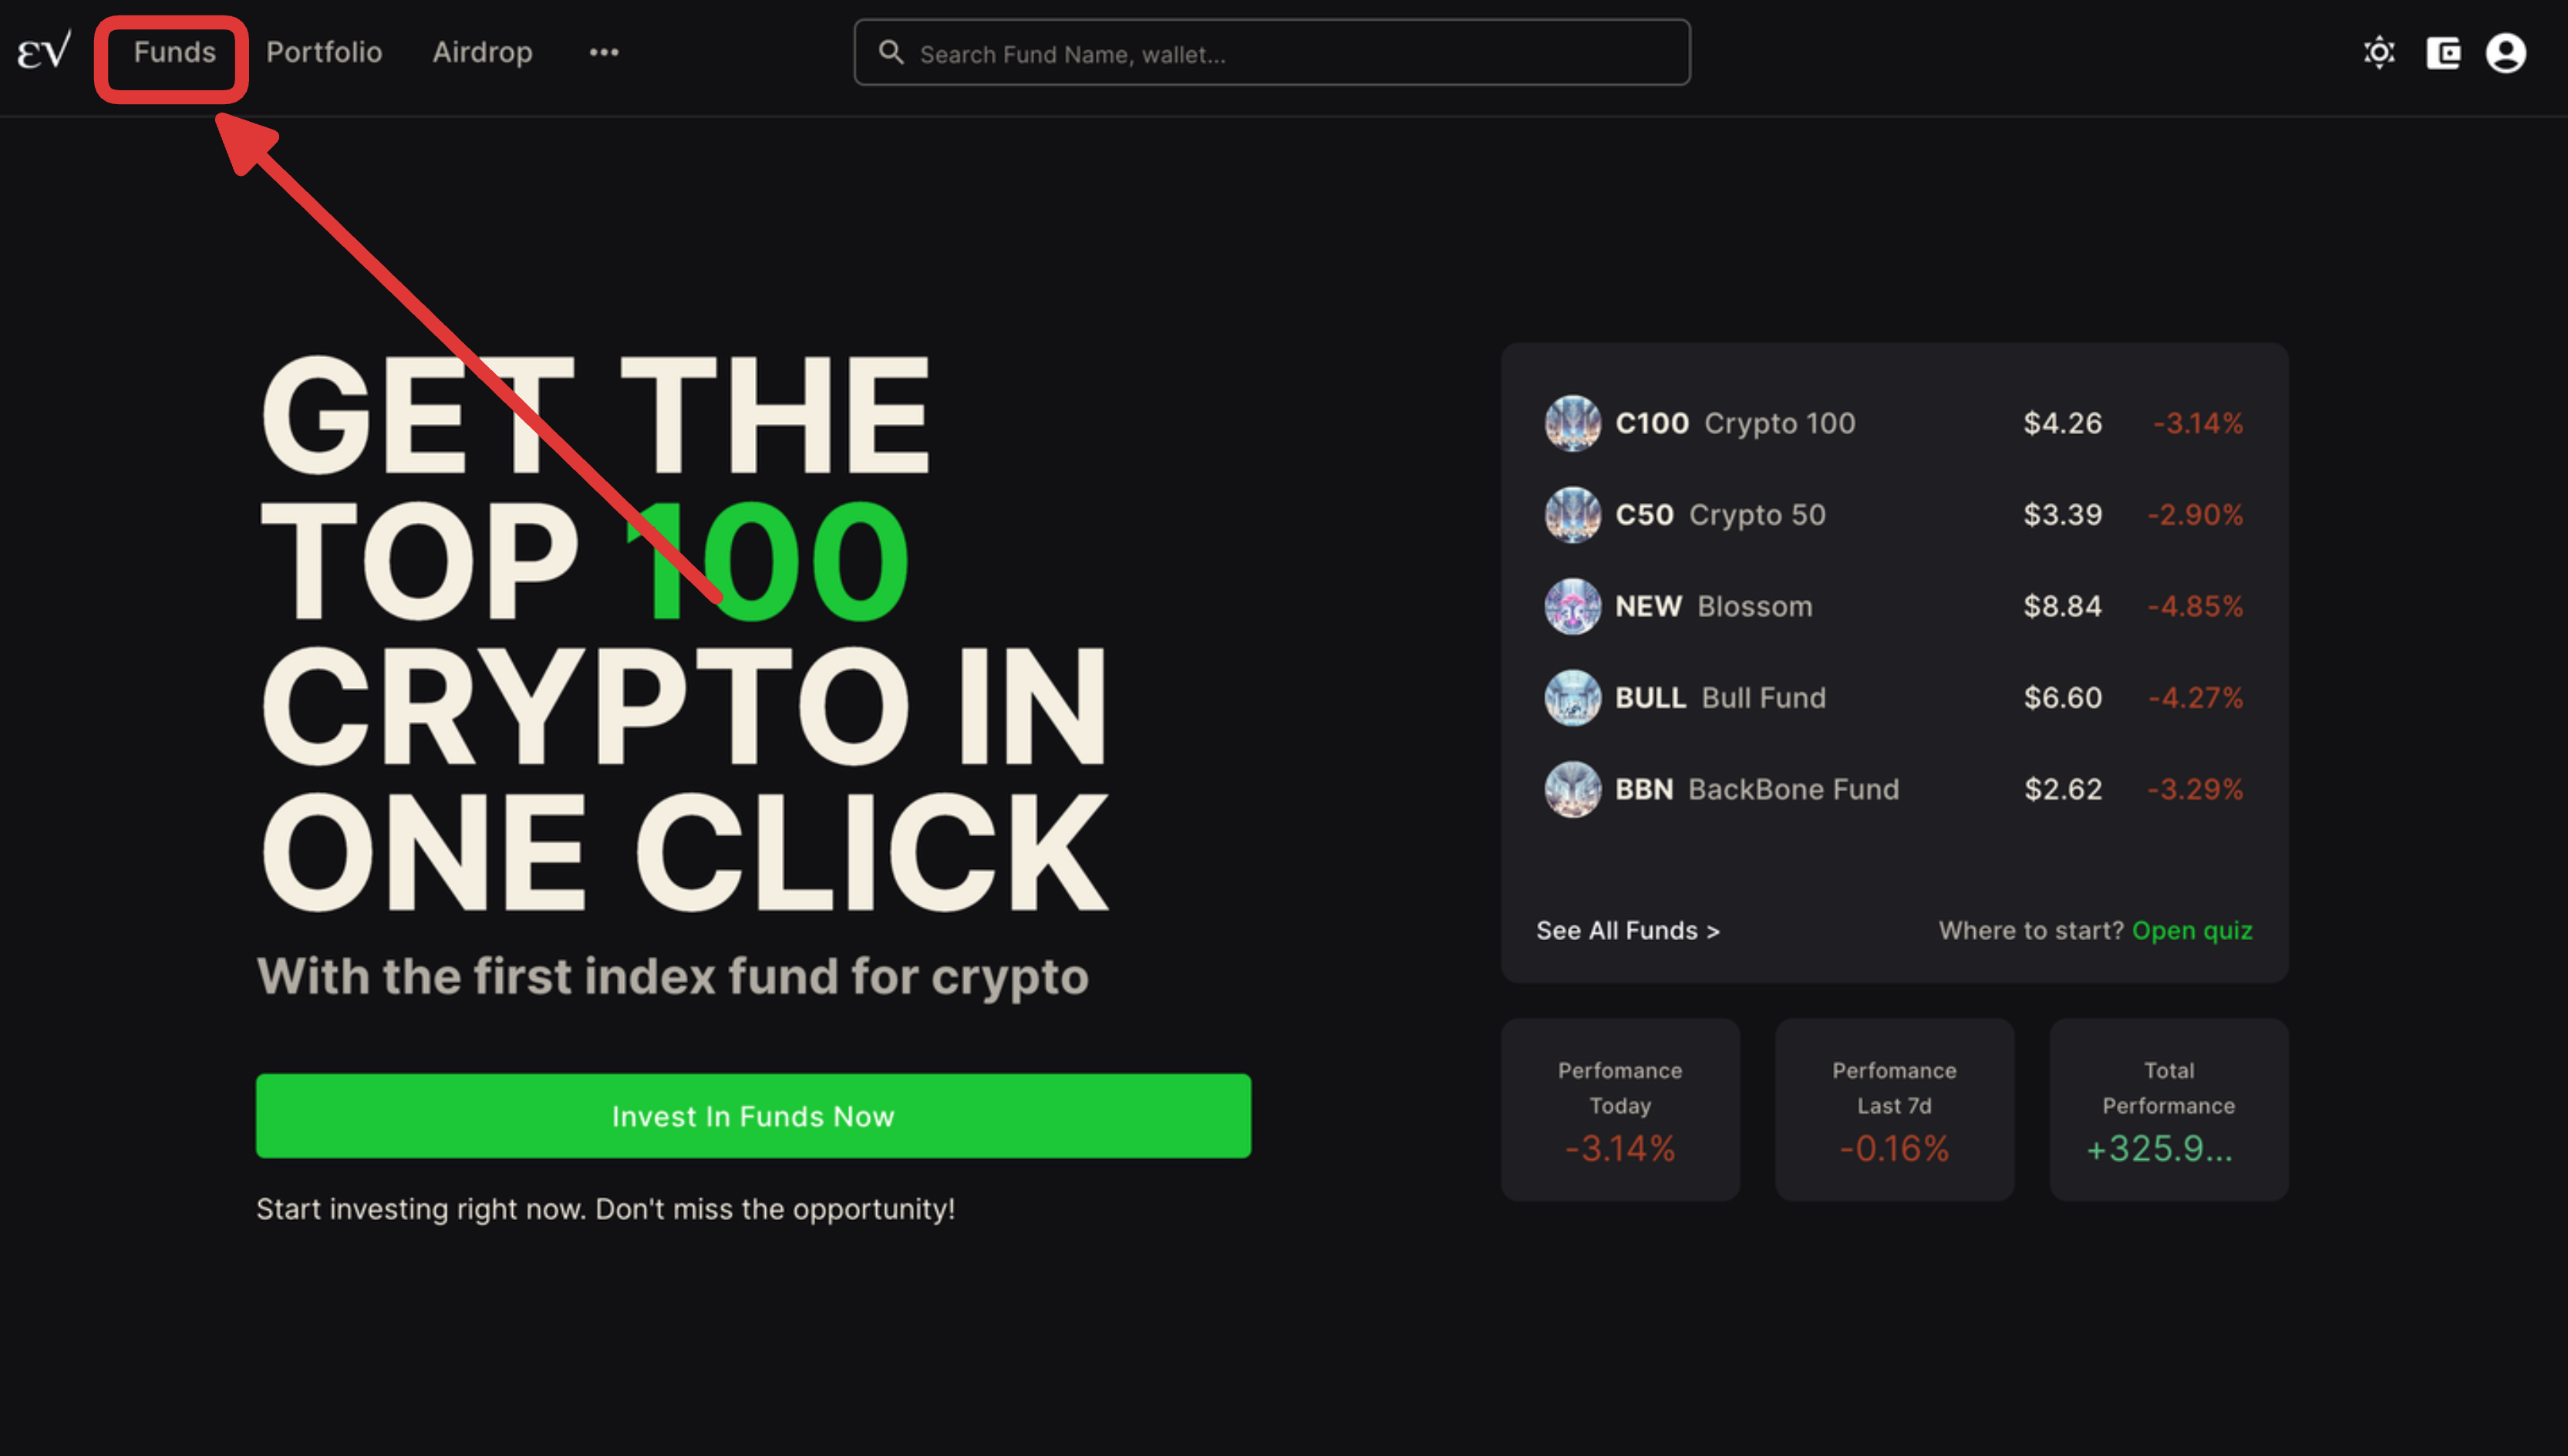 εV
Funds
Portfolio
Airdrop
•••
Search Fund Name, wallet...
GET THE
TOP 100
CRYPTO IN
ONE CLICK
With the first index fund for crypto
Invest In Funds Now
Start investing right now. Don't miss the opportunity!
C100 Crypto 100 $4.26 -3.14%
C50 Crypto 50 $3.39 -2.90%
NEW Blossom $8.84 -4.85%
BULL Bull Fund $6.60 -4.27%
BBN BackBone Fund $2.62 -3.29%
See All Funds >
Where to start? Open quiz
Perfomance
Today
-3.14%
Perfomance
Last 7d
-0.16%
Total
Performance
+325.9...